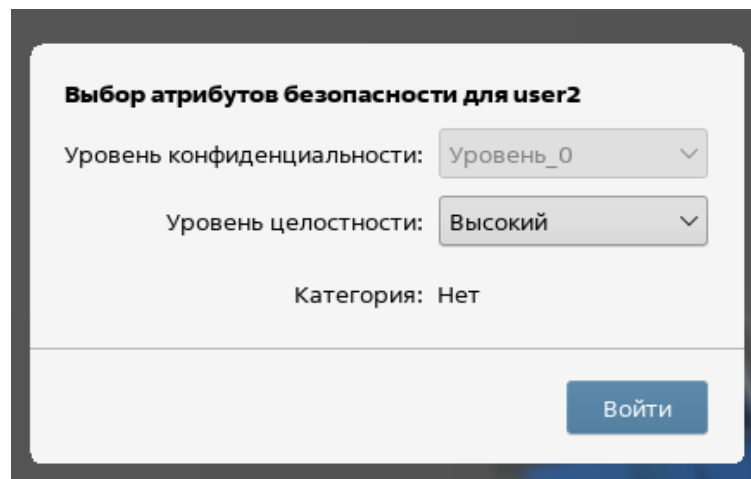 Выбор атрибутов безопасности для user2
Уровень конфиденциальности: Уровень_0
Уровень целостности: Высокий
Категория: Нет
Войти